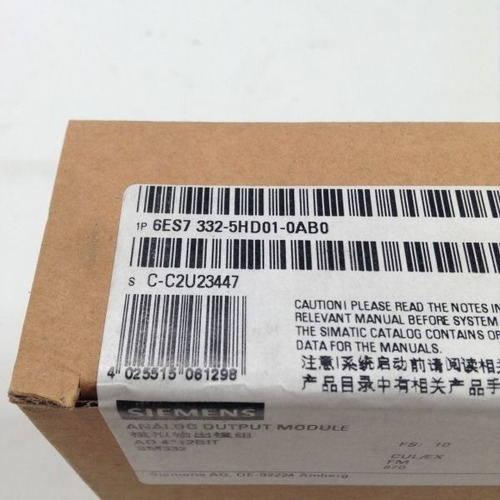 1P 6ES7 332-5HD01-0AB0
S C-C2U23447
CAUTION! PLEASE READ THE NOTES IN
RELEVANT MANUAL BEFORE SYSTEM
THE SIMATIC CATALOG CONTAINS OR
DATA FOR THE MANUALS.
注意!系统启动前请阅读相关
产品目录中有相关产品手
4 025515 061298
SIEMENS
ANALOG OUTPUT MODULE
模拟输出模组
AO 4*12BIT
SM332
FS: 10
CUL/EX
FM
Siemens AG, DE-92224 Amberg